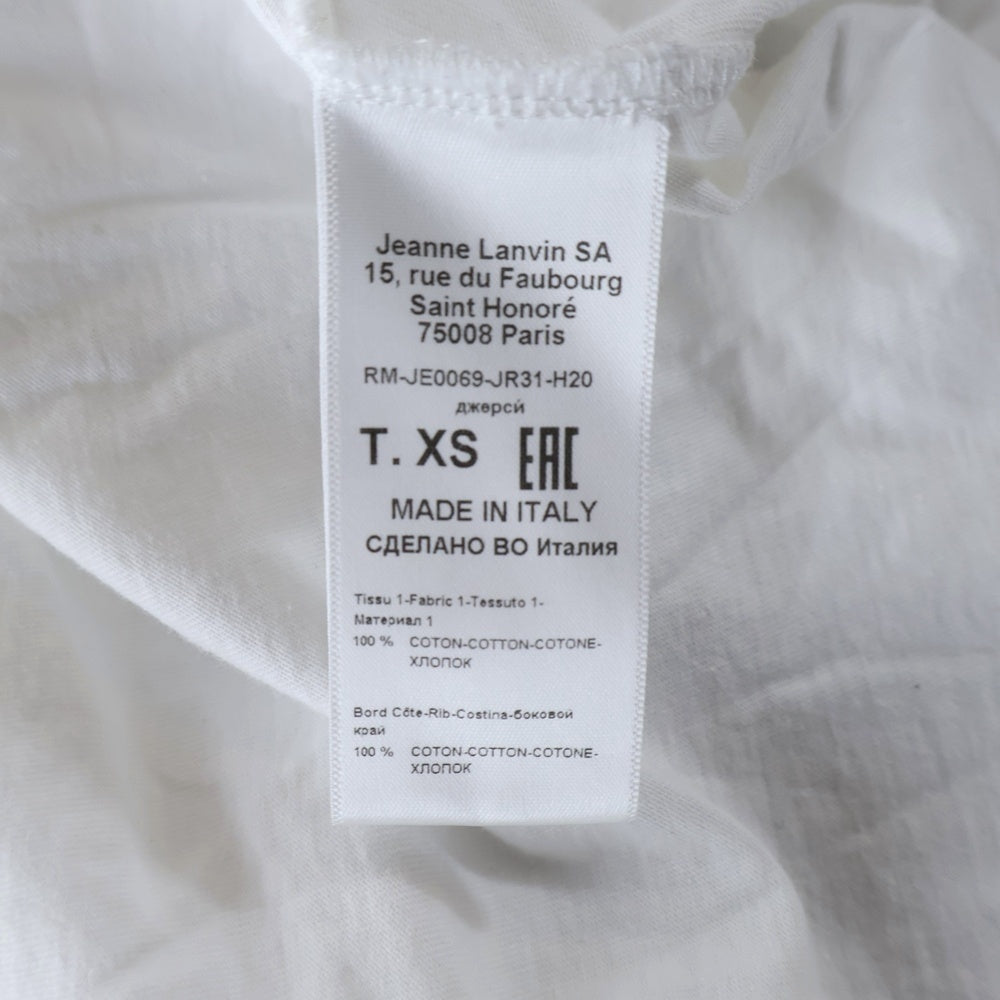 Jeanne Lanvin SA
15, rue du Faubourg
Saint Honoré
75008 Paris
RM-JE0069-JR31-H20
джерсй
T. XS EAC
MADE IN ITALY
СДЕЛАНО ВО Италия
Tissu 1-Fabric 1-Tessuto 1-
Материал 1
100 % COTON-COTTON-COTONE-
ХЛОПОК
Bord Côte-Rib-Costina-боковой
край
100 % COTON-COTTON-COTONE-
ХЛОПОК